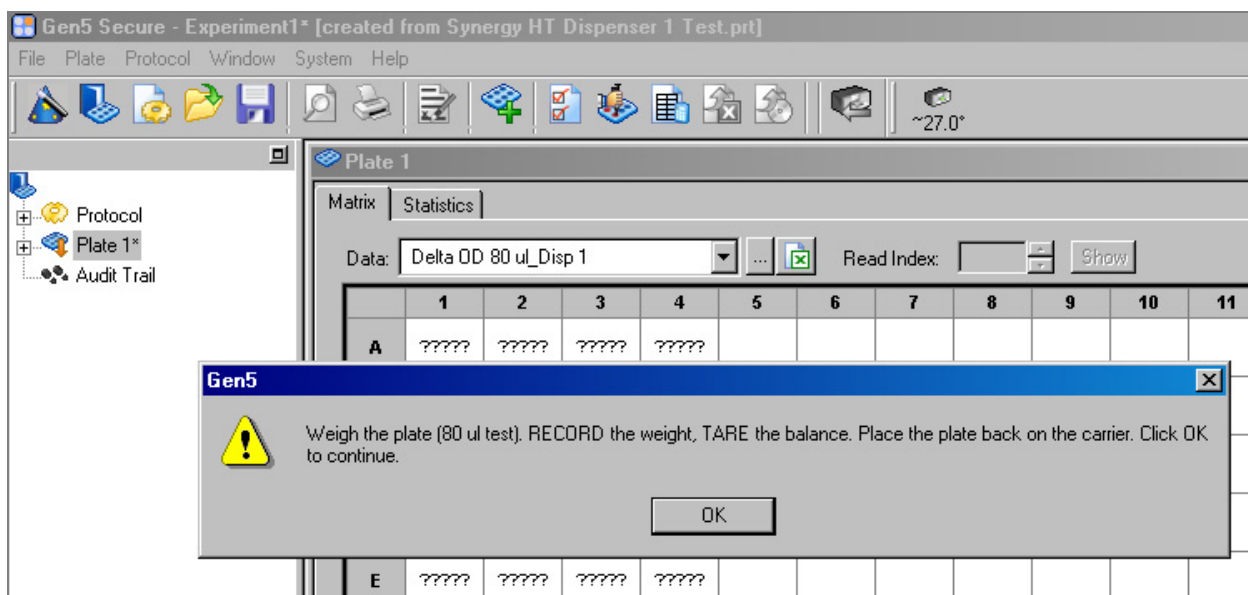 Gen5 Secure - Experiment1* [created from Synergy HT Dispenser 1 Test.prt]
File Plate Protocol Window System Help
~27.0°
Plate 1
Protocol
Plate 1*
Audit Trail
Matrix Statistics
Data: Delta OD 80 ul_Disp 1 ... Read Index: Show
1 2 3 4 5 6 7 8 9 10 11
A ????? ????? ????? ?????
Gen5
Weigh the plate (80 ul test). RECORD the weight, TARE the balance. Place the plate back on the carrier. Click OK
to continue.
OK
E ????? ????? ????? ?????